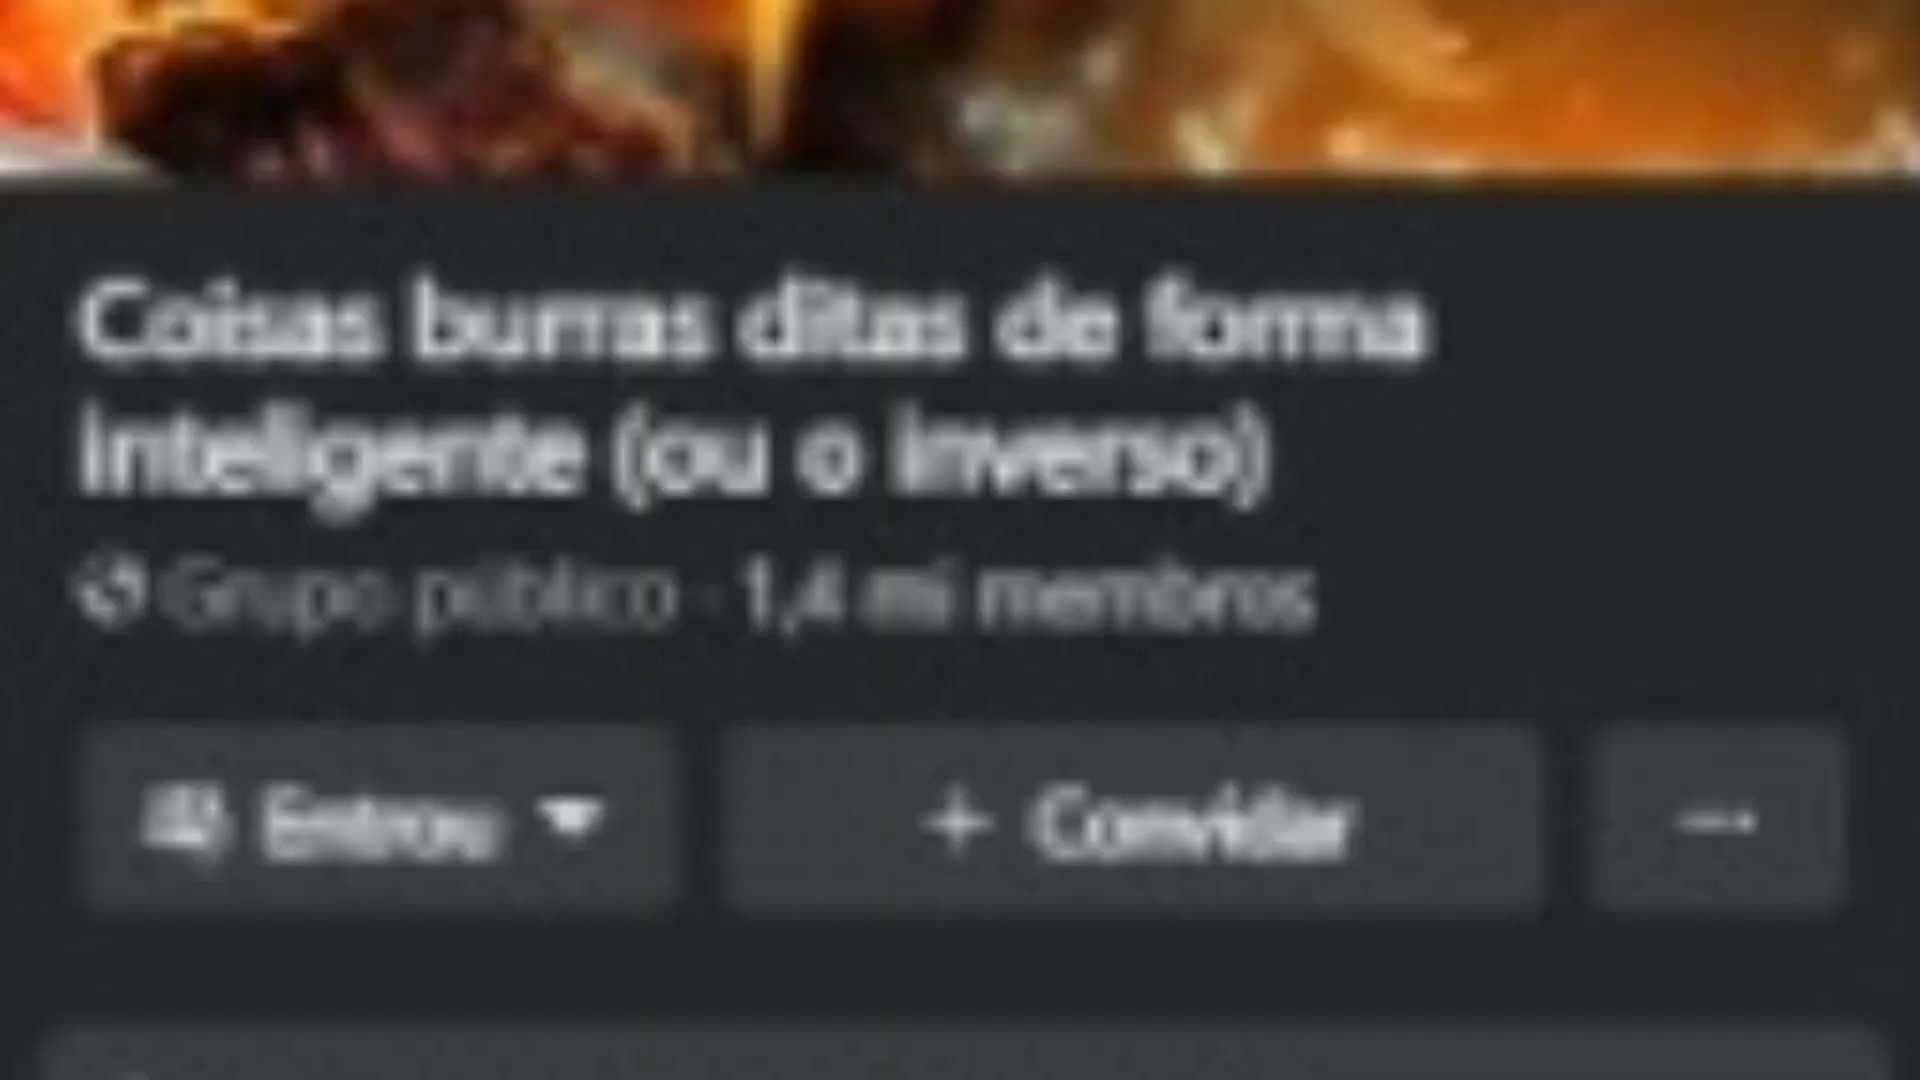 Coisas burras ditas de forma
inteligente (ou o inverso)
Grupo público · 1,4 mi membros
Entrou
+ Convidar